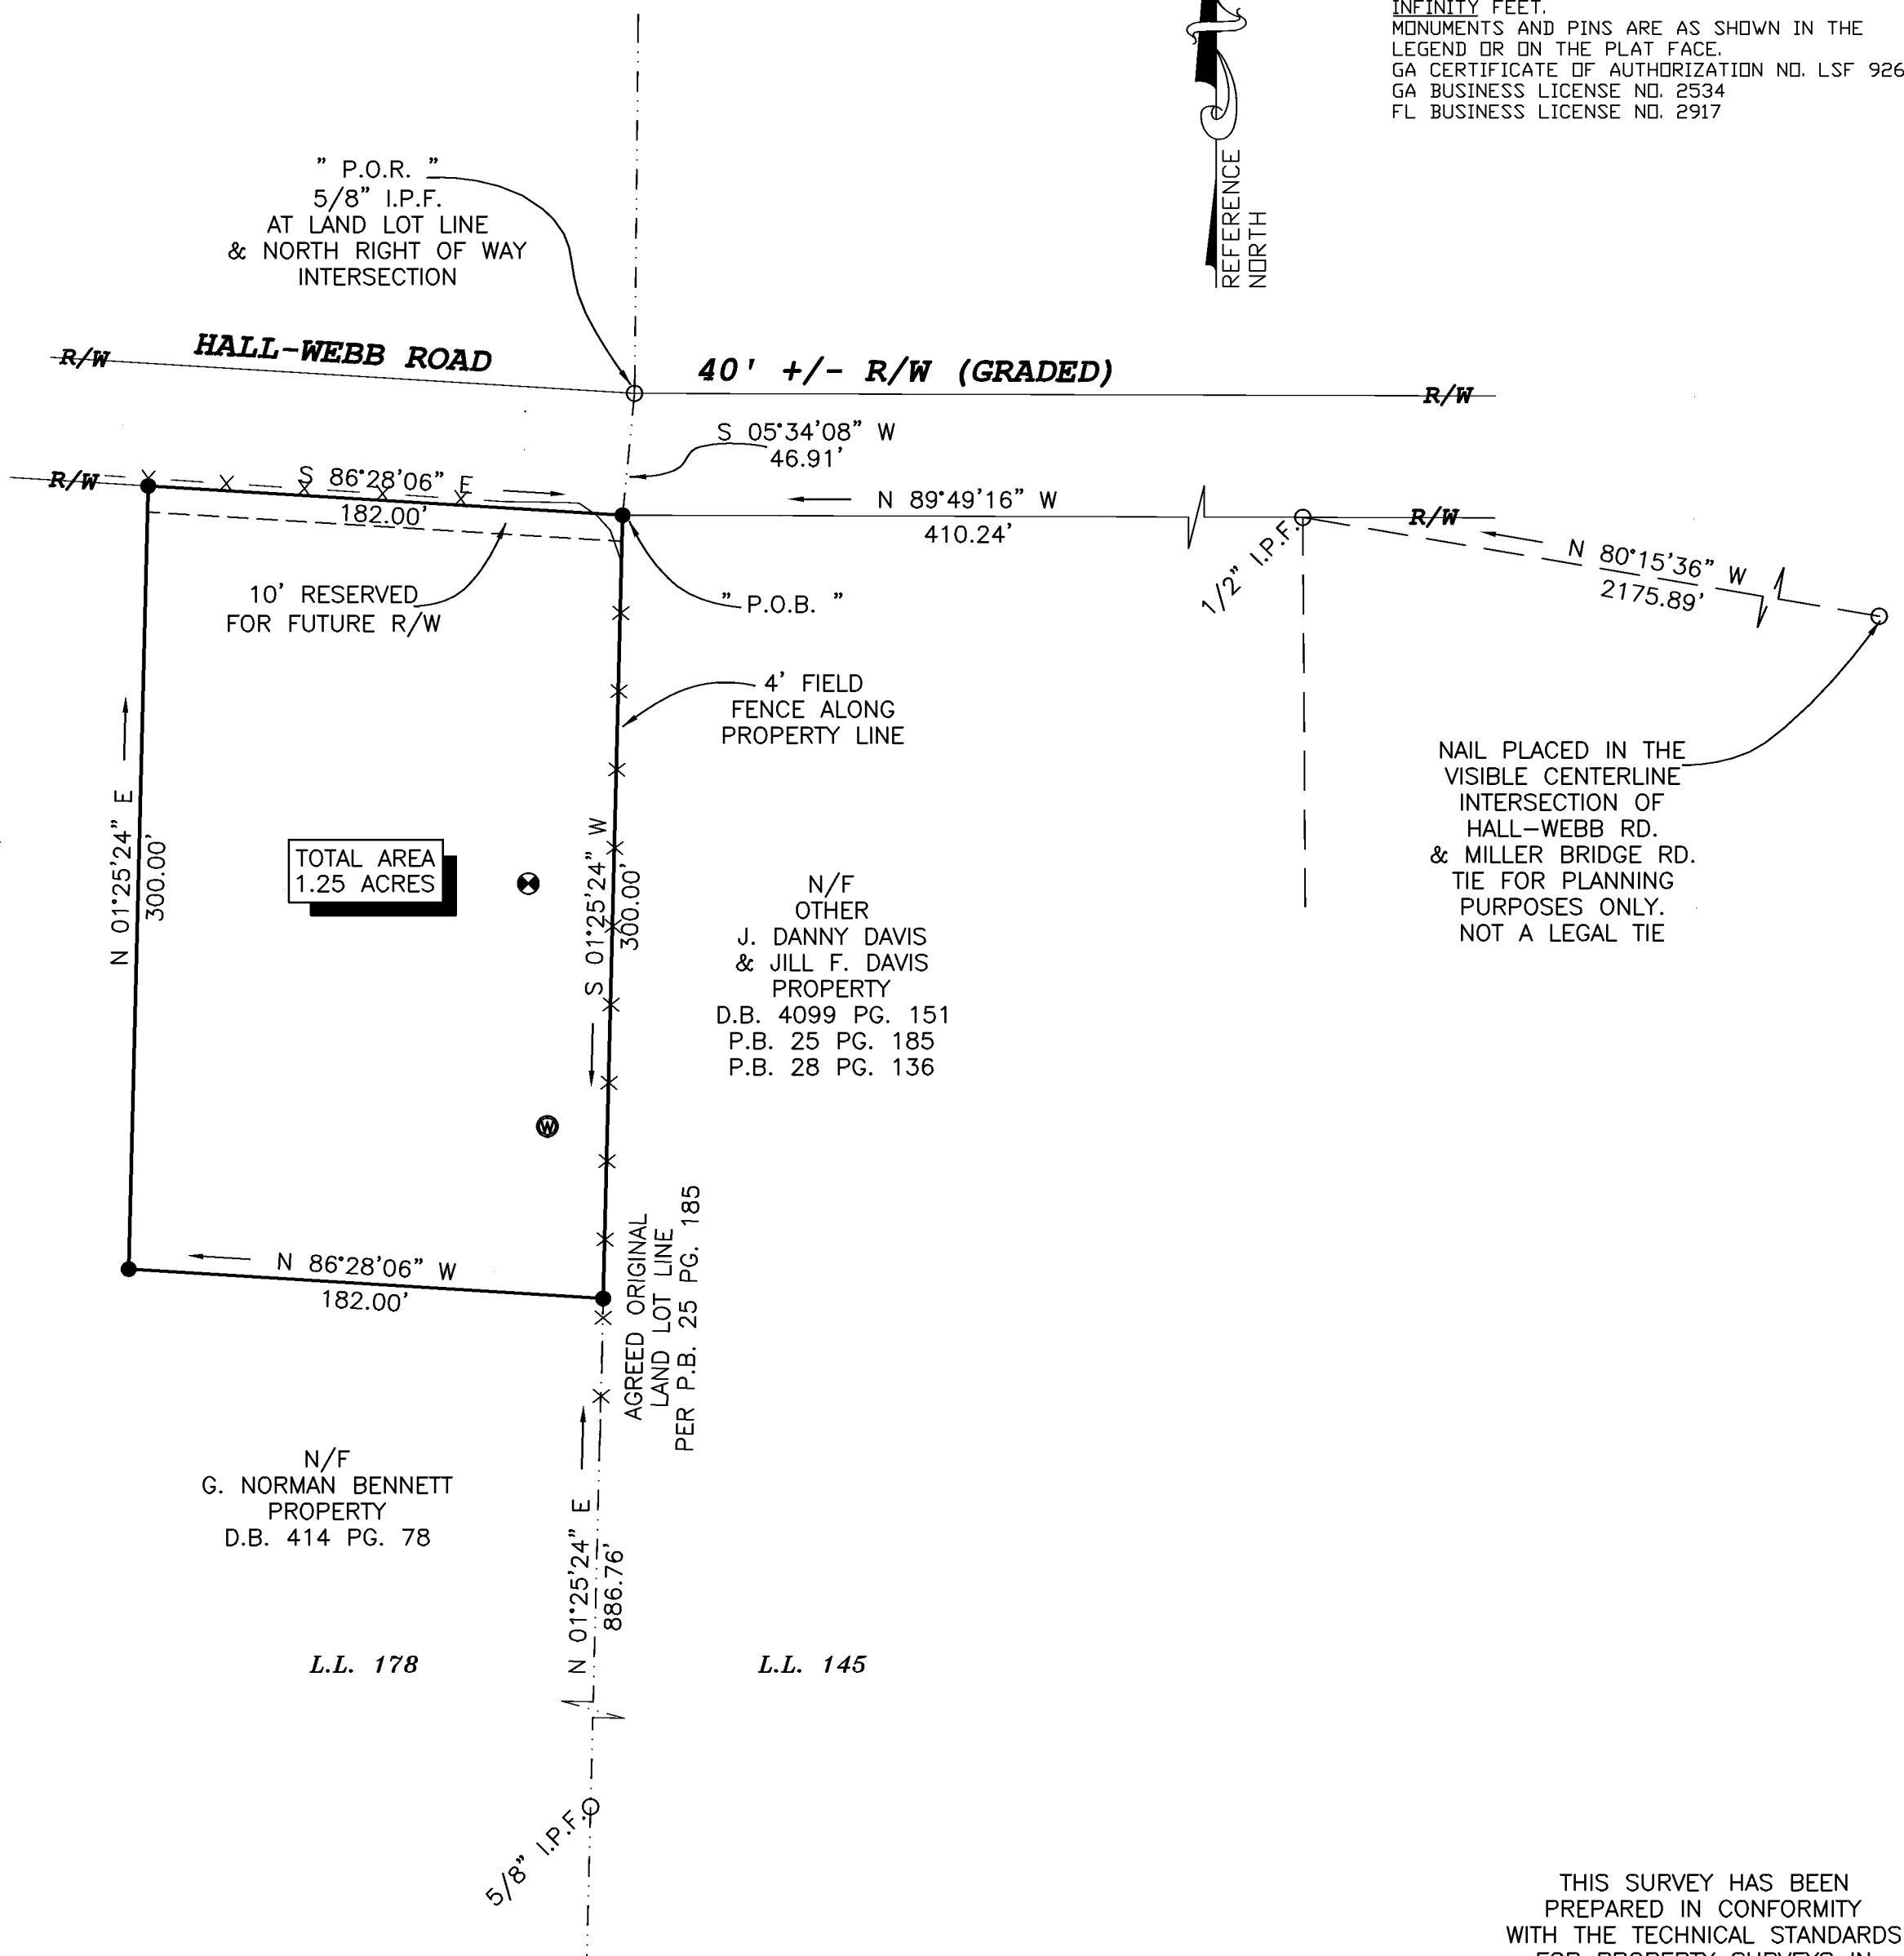 INFINITY FEET.
MONUMENTS AND PINS ARE AS SHOWN IN THE
LEGEND OR ON THE PLAT FACE.
GA CERTIFICATE OF AUTHORIZATION NO. LSF 926
GA BUSINESS LICENSE NO. 2534
FL BUSINESS LICENSE NO. 2917
REFERENCE
NORTH
" P.O.R. "
5/8" I.P.F.
AT LAND LOT LINE
& NORTH RIGHT OF WAY
INTERSECTION
R/W
HALL-WEBB ROAD
40' +/- R/W (GRADED)
R/W
S 05°34'08" W
46.91'
R/W
S 86°28'06" E
182.00'
N 89°49'16" W
410.24'
R/W
1/2" I.P.F.
N 80°15'36" W
2175.89'
10' RESERVED
FOR FUTURE R/W
" P.O.B. "
4' FIELD
FENCE ALONG
PROPERTY LINE
NAIL PLACED IN THE
VISIBLE CENTERLINE
INTERSECTION OF
HALL-WEBB RD.
& MILLER BRIDGE RD.
TIE FOR PLANNING
PURPOSES ONLY.
NOT A LEGAL TIE
N 01°25'24" E
300.00'
TOTAL AREA
1.25 ACRES
S 01°25'24" W
300.00'
N/F
OTHER
J. DANNY DAVIS
& JILL F. DAVIS
PROPERTY
D.B. 4099 PG. 151
P.B. 25 PG. 185
P.B. 28 PG. 136
W
N 86°28'06" W
182.00'
AGREED ORIGINAL
LAND LOT LINE
PER P.B. 25 PG. 185
N/F
G. NORMAN BENNETT
PROPERTY
D.B. 414 PG. 78
N 01°25'24" E
886.76'
L.L. 178
L.L. 145
5/8" I.P.F.
THIS SURVEY HAS BEEN
PREPARED IN CONFORMITY
WITH THE TECHNICAL STANDARDS
FOR PROPERTY SURVEYS IN